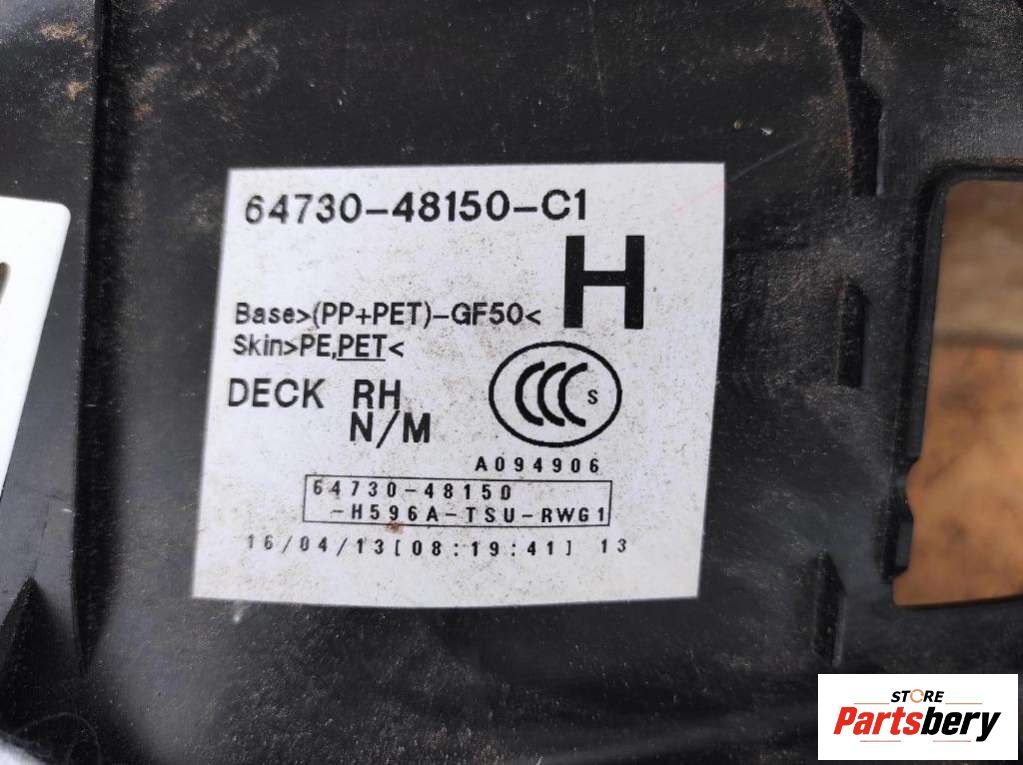 64730-48150-C1
H
Base>(PP+PET)-GF50<
Skin>PE,PET<
DECK RH
N/M
CCC S
A094906
64730-48150
-H596A-TSU-RWG1
16/04/13[08:19:41] 13
STORE
Partsbery